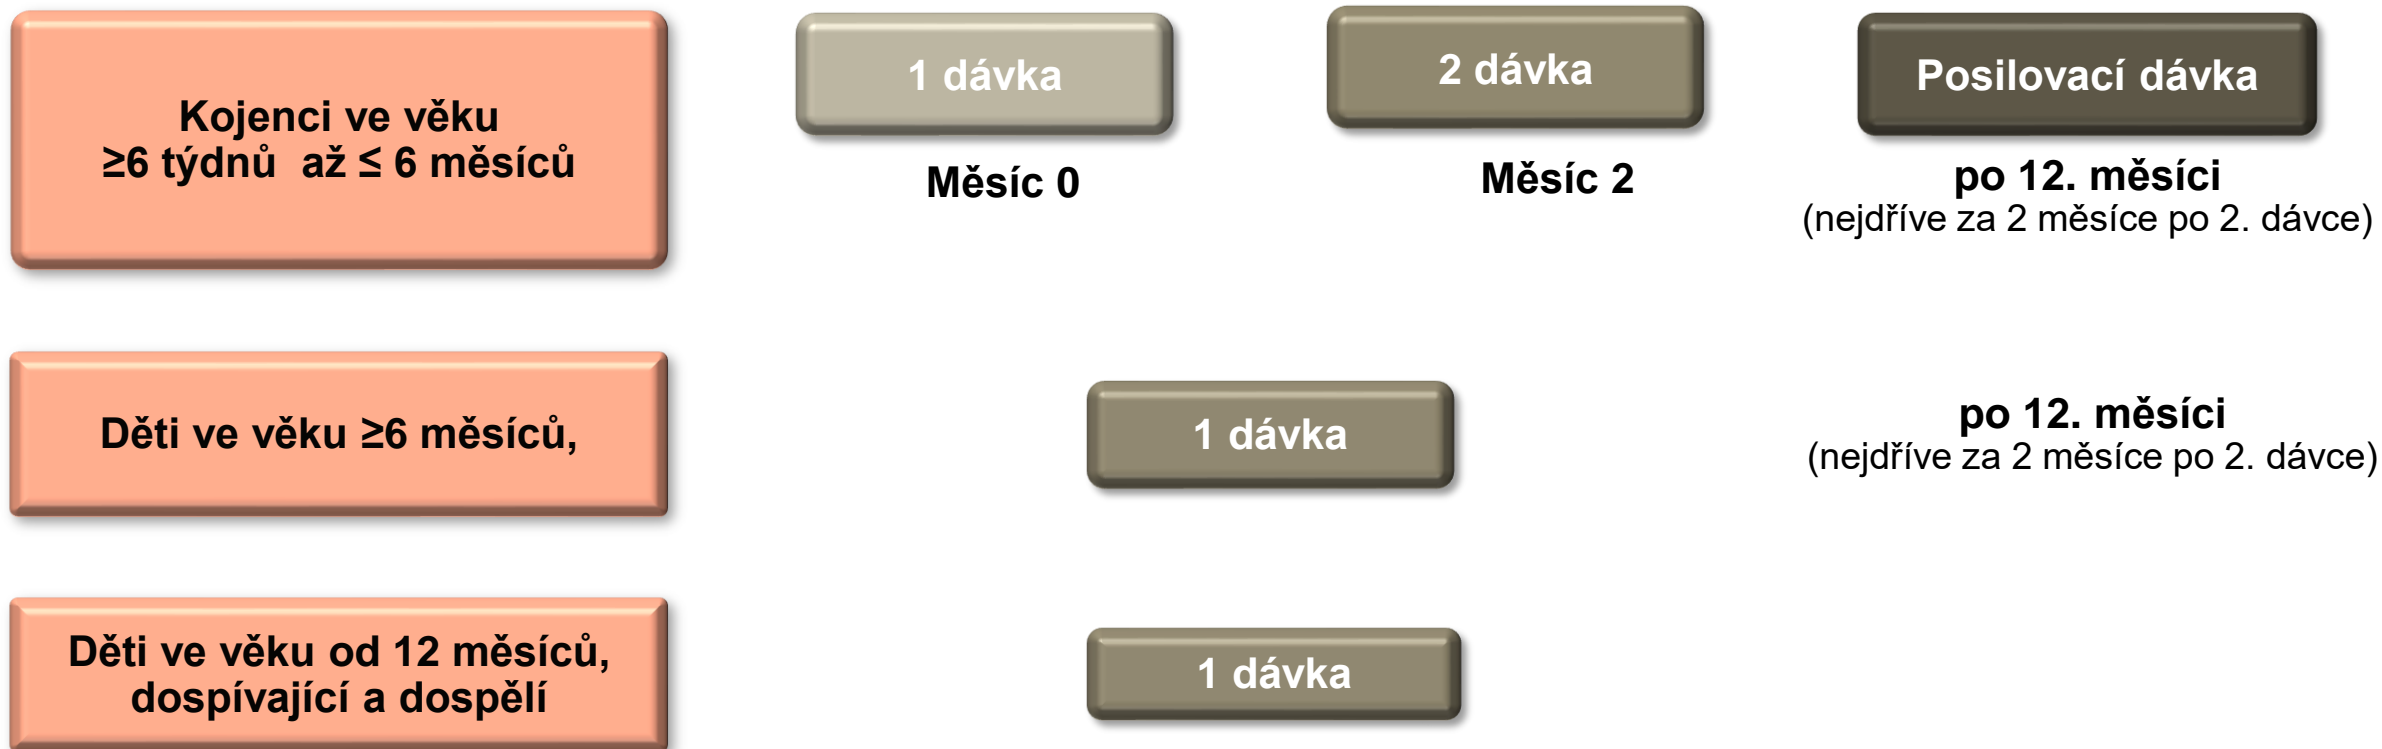 Kojenci ve věku
≥6 týdnů  až ≤ 6 měsíců
1 dávka
Měsíc 0
2 dávka
Měsíc 2
Posilovací dávka
po 12. měsíci
(nejdříve za 2 měsíce po 2. dávce)
Děti ve věku ≥6 měsíců,
1 dávka
po 12. měsíci
(nejdříve za 2 měsíce po 2. dávce)
Děti ve věku od 12 měsíců,
dospívající a dospělí
1 dávka